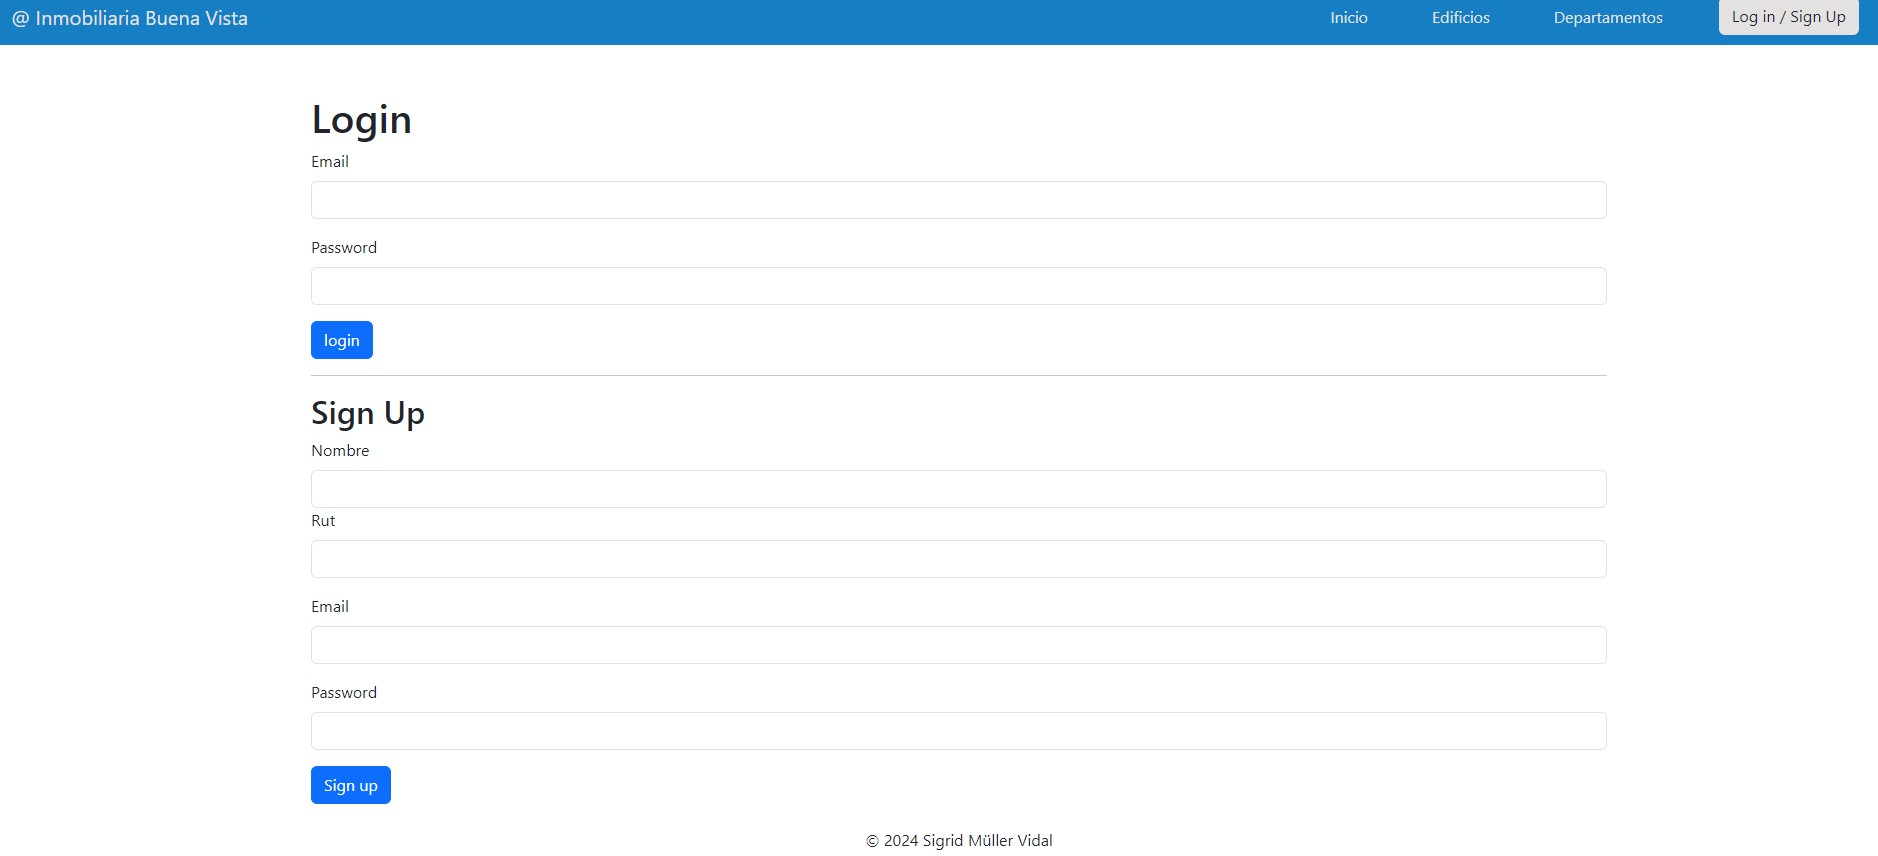 @ Inmobiliaria Buena Vista Inicio Edificios Departamentos Log in / Sign Up
Login
Email
Password
login
Sign Up
Nombre
Rut
Email
Password
Sign up
© 2024 Sigrid Müller Vidal